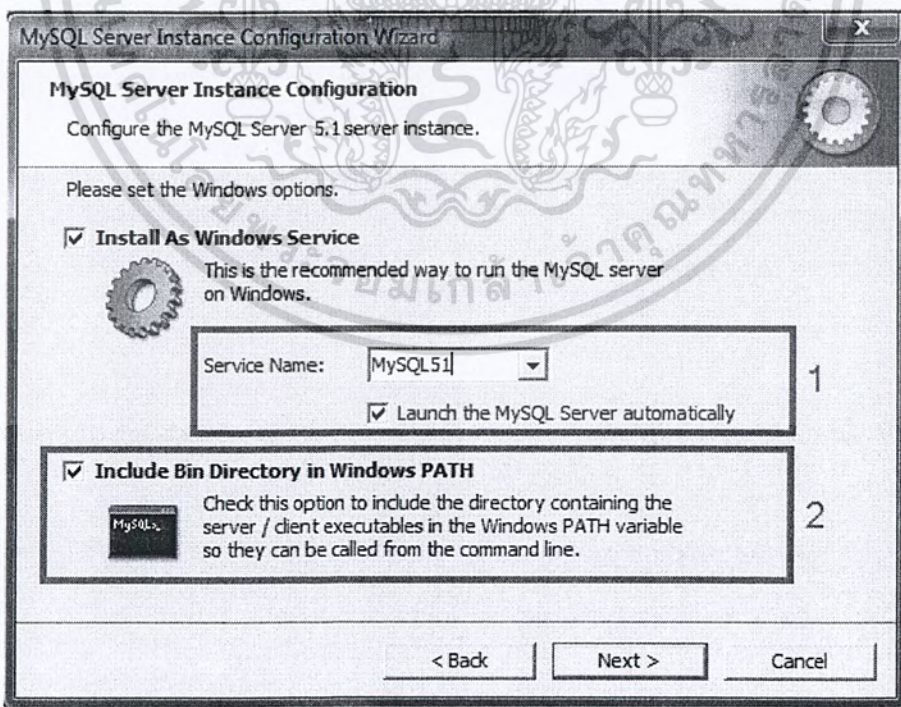 MySQL Server Instance Configuration Wizard
X
MySQL Server Instance Configuration
Configure the MySQL Server 5.1 server instance.
Please set the Windows options.
Install As Windows Service
This is the recommended way to run the MySQL server
on Windows.
Service Name: MySQL51
Launch the MySQL Server automatically
1
Include Bin Directory in Windows PATH
MySQL>_
Check this option to include the directory containing the
server / client executables in the Windows PATH variable
so they can be called from the command line.
2
< Back Next > Cancel